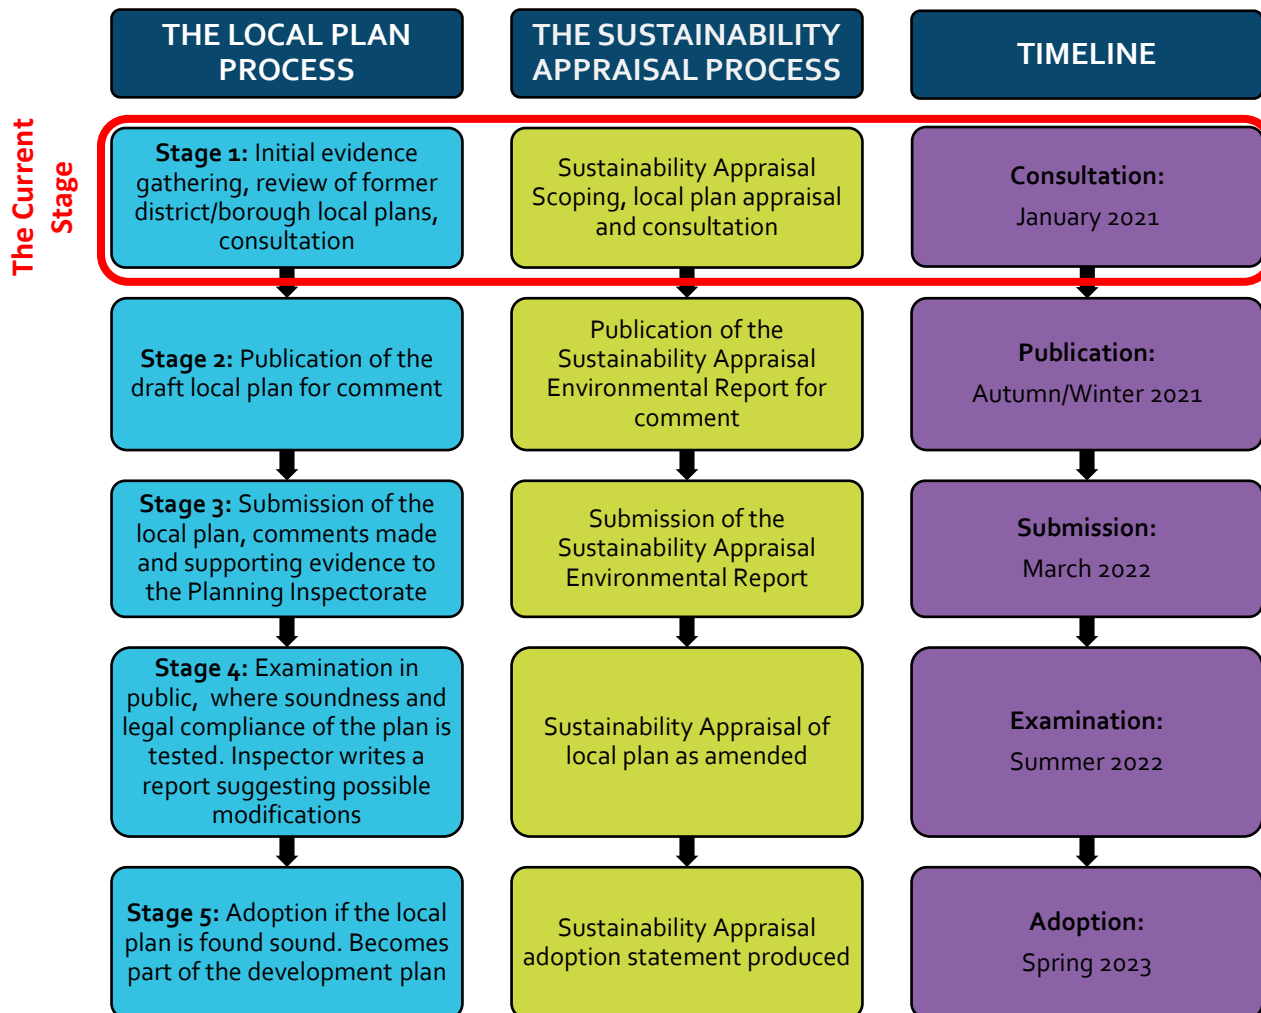 THE LOCAL PLAN
PROCESS
THE SUSTAINABILITY
APPRAISAL PROCESS
TIMELINE
The Current
Stage
Stage 1: Initial evidence
gathering, review of former
district/borough local plans,
consultation
Sustainability Appraisal
Scoping, local plan appraisal
and consultation
Consultation:
January 2021
Stage 2: Publication of the
draft local plan for comment
Publication of the
Sustainability Appraisal
Environmental Report for
comment
Publication:
Autumn/Winter 2021
Stage 3: Submission of the
local plan, comments made
and supporting evidence to
the Planning Inspectorate
Submission of the
Sustainability Appraisal
Environmental Report
Submission:
March 2022
Stage 4: Examination in
public, where soundness and
legal compliance of the plan is
tested. Inspector writes a
report suggesting possible
modifications
Sustainability Appraisal of
local plan as amended
Examination:
Summer 2022
Stage 5: Adoption if the local
plan is found sound. Becomes
part of the development plan
Sustainability Appraisal
adoption statement produced
Adoption:
Spring 2023